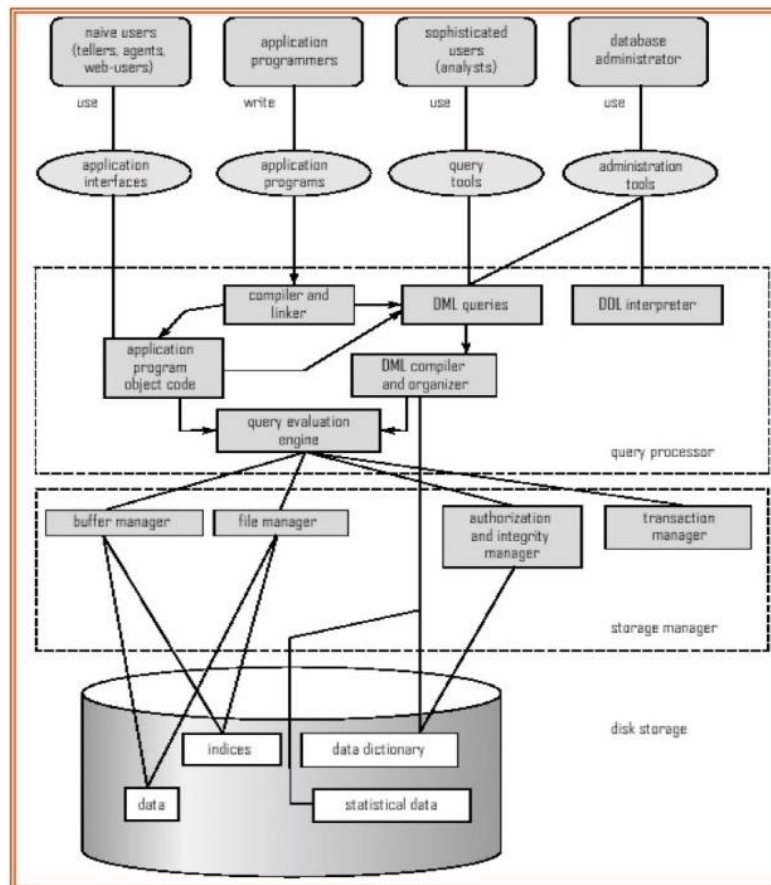 naive users
(tellers, agents,
web-users)
application
programmers
sophisticated
users
(analysts)
database
administrator
use
write
use
use
application
interfaces
application
programs
query
tools
administration
tools
compiler and
linker
DML queries
DDL interpreter
application
program
object code
DML compiler
and organizer
query evaluation
engine
query processor
buffer manager
file manager
authorization
and integrity
manager
transaction
manager
storage manager
disk storage
indices
data dictionary
data
statistical data